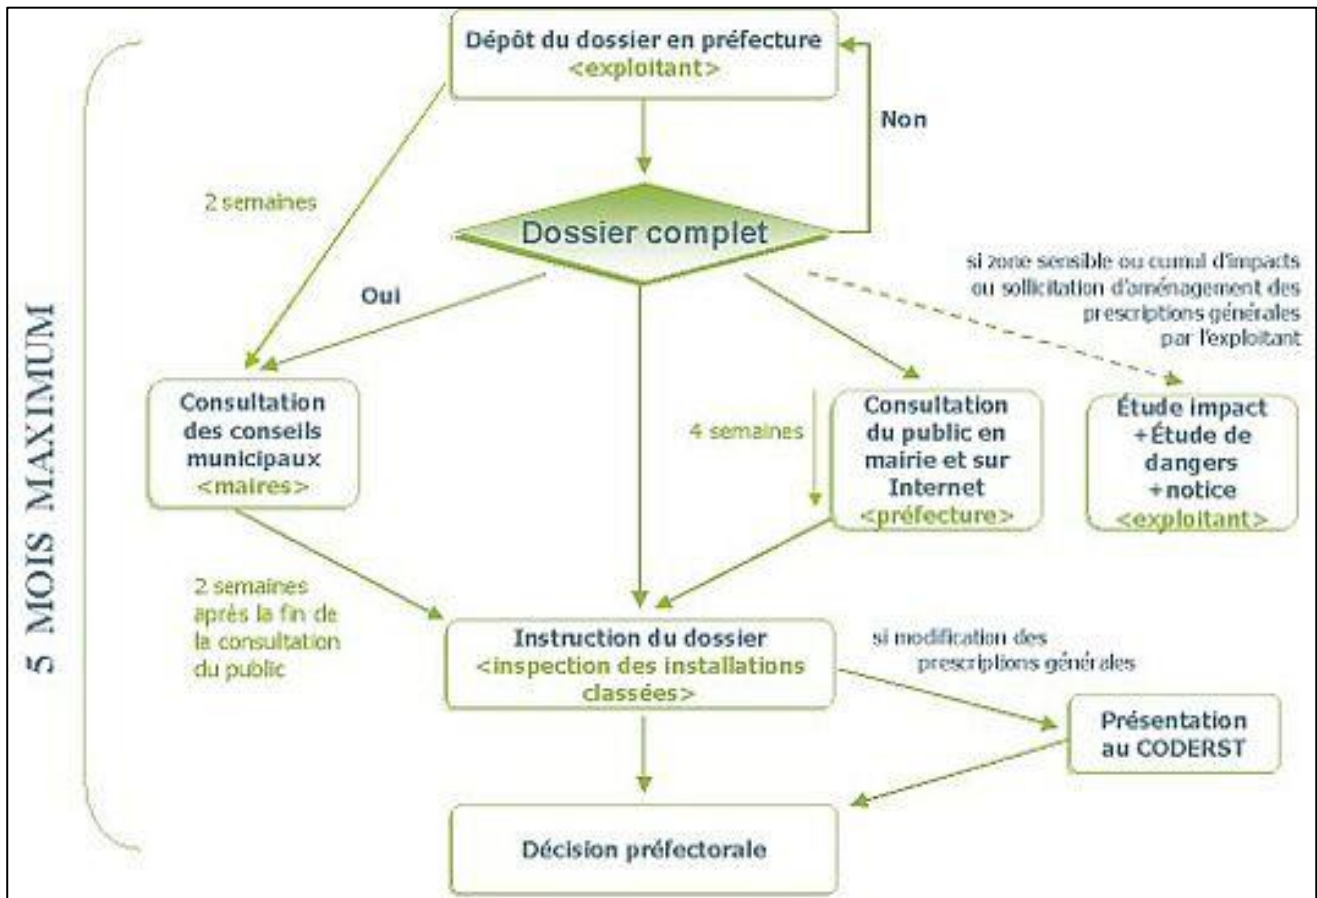 Dépôt du dossier en préfecture
<exploitant>
Non
2 semaines
Dossier complet
Oui
si zone sensible ou cumul d'impacts
ou sollicitation d'aménagement des
prescriptions générales
par l'exploitant
5 MOIS MAXIMUM
Consultation
des conseils
municipaux
<maires>
4 semaines
Consultation
du public en
mairie et sur
Internet
<préfecture>
Étude impact
+Étude de
dangers
+notice
<exploitant>
2 semaines
après la fin de
la consultation
du public
Instruction du dossier
<inspection des installations
classées>
si modification des
prescriptions générales
Présentation
au CODERST
Décision préfectorale